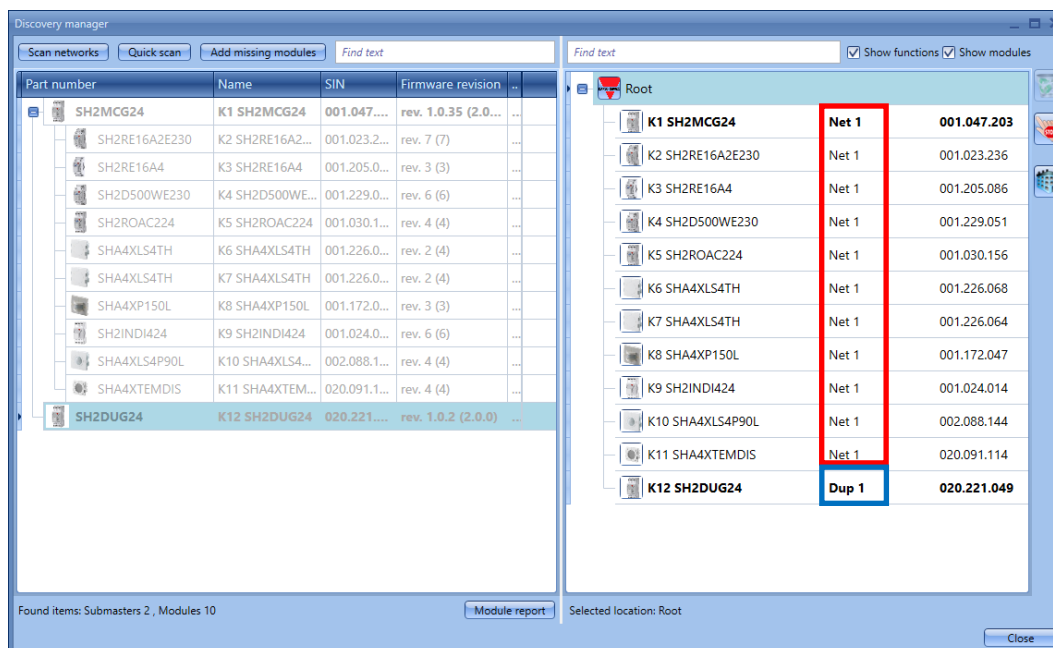 Discovery manager
Scan networks Quick scan Add missing modules Find text
Find text Show functions Show modules
Part number Name SIN Firmware revision ..
SH2MCG24 K1 SH2MCG24 001.047.... rev. 1.0.35 (2.0... ...
SH2RE16A2E230 K2 SH2RE16A2... 001.023.2... rev. 7 (7) ...
SH2RE16A4 K3 SH2RE16A4 001.205.0... rev. 3 (3) ...
SH2D500WE230 K4 SH2D500WE... 001.229.0... rev. 6 (6) ...
SH2ROAC224 K5 SH2ROAC224 001.030.1... rev. 4 (4) ...
SHA4XLS4TH K6 SHA4XLS4TH 001.226.0... rev. 2 (4) ...
SHA4XLS4TH K7 SHA4XLS4TH 001.226.0... rev. 2 (4) ...
SHA4XP150L K8 SHA4XP150L 001.172.0... rev. 3 (3) ...
SH2INDI424 K9 SH2INDI424 001.024.0... rev. 6 (6) ...
SHA4XLS4P90L K10 SHA4XLS4... 002.088.1... rev. 4 (4) ...
SHA4XTEMDIS K11 SHA4XTEM... 020.091.1... rev. 4 (4) ...
SH2DUG24 K12 SH2DUG24 020.221.... rev. 1.0.2 (2.0.0) ...
Root
K1 SH2MCG24 Net 1 001.047.203
K2 SH2RE16A2E230 Net 1 001.023.236
K3 SH2RE16A4 Net 1 001.205.086
K4 SH2D500WE230 Net 1 001.229.051
K5 SH2ROAC224 Net 1 001.030.156
K6 SHA4XLS4TH Net 1 001.226.068
K7 SHA4XLS4TH Net 1 001.226.064
K8 SHA4XP150L Net 1 001.172.047
K9 SH2INDI424 Net 1 001.024.014
K10 SHA4XLS4P90L Net 1 002.088.144
K11 SHA4XTEMDIS Net 1 020.091.114
K12 SH2DUG24 Dup 1 020.221.049
Found items: Submasters 2 , Modules 10 Module report
Selected location: Root
Close